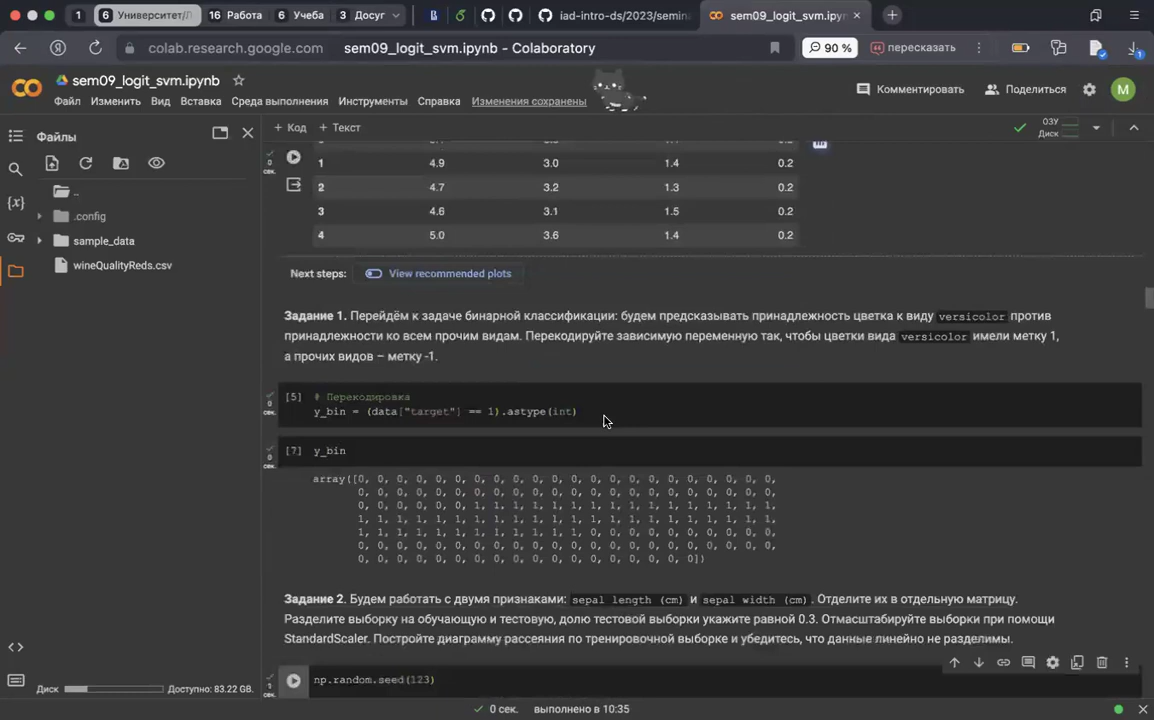 1 6 Университет/Л 16 Работа 6 Учеба 3 Досуг iad-intro-ds/2023/semina sem09_logit_svm.ipyn
colab.research.google.com sem09_logit_svm.ipynb - Colaboratory 90 % пересказать
sem09_logit_svm.ipynb
Файл Изменить Вид Вставка Среда выполнения Инструменты Справка Изменения сохранены Комментировать Поделиться M
Файлы
+ Код + Текст ОЗУ
Диск
..
.config
sample_data
wineQualityReds.csv
0
сек.
1 4.9 3.0 1.4 0.2
2 4.7 3.2 1.3 0.2
3 4.6 3.1 1.5 0.2
4 5.0 3.6 1.4 0.2
Next steps: View recommended plots
Задание 1. Перейдём к задаче бинарной классификации: будем предсказывать принадлежность цветка к виду versicolor против
принадлежности ко всем прочим видам. Перекодируйте зависимую переменную так, чтобы цветки вида versicolor имели метку 1,
а прочих видов – метку -1.
[5] # Перекодировка
0
сек.
y_bin = (data["target"] == 1).astype(int)
[7] y_bin
0
сек.
array([0, 0, 0, 0, 0, 0, 0, 0, 0, 0, 0, 0, 0, 0, 0, 0, 0, 0, 0, 0, 0, 0,
0, 0, 0, 0, 0, 0, 0, 0, 0, 0, 0, 0, 0, 0, 0, 0, 0, 0, 0, 0, 0, 0,
0, 0, 0, 0, 0, 0, 1, 1, 1, 1, 1, 1, 1, 1, 1, 1, 1, 1, 1, 1, 1, 1,
1, 1, 1, 1, 1, 1, 1, 1, 1, 1, 1, 1, 1, 1, 1, 1, 1, 1, 1, 1, 1, 1,
1, 1, 1, 1, 1, 1, 1, 1, 1, 1, 1, 1, 0, 0, 0, 0, 0, 0, 0, 0, 0, 0,
0, 0, 0, 0, 0, 0, 0, 0, 0, 0, 0, 0, 0, 0, 0, 0, 0, 0, 0, 0, 0, 0,
0, 0, 0, 0, 0, 0, 0, 0, 0, 0, 0, 0, 0, 0, 0, 0, 0, 0])
Задание 2. Будем работать с двумя признаками: sepal length (cm) и sepal width (cm). Отделите их в отдельную матрицу.
Разделите выборку на обучающую и тестовую, долю тестовой выборки укажите равной 0.3. Отмасштабируйте выборки при помощи
StandardScaler. Постройте диаграмму рассеяния по тренировочной выборке и убедитесь, что данные линейно не разделимы.
1
сек.
np.random.seed(123)
Диск Доступно: 83.22 GB
0 сек. выполнено в 10:35